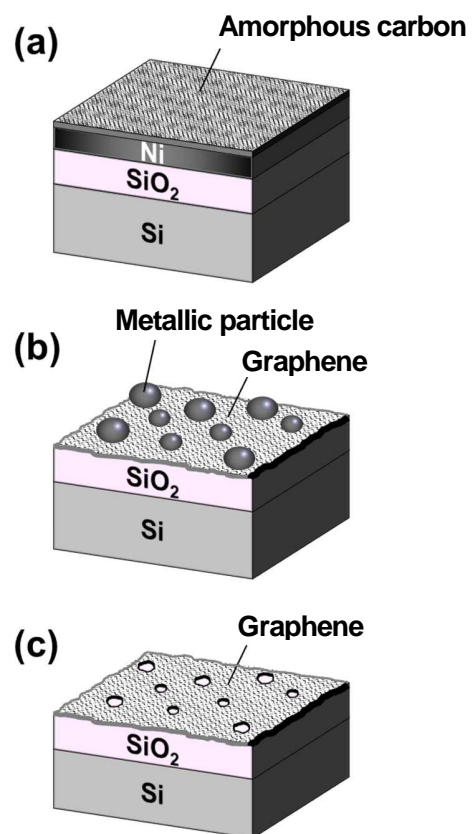 (a)
Amorphous carbon
Ni
SiO₂
Si
(b)
Metallic particle
Graphene
SiO₂
Si
(c)
Graphene
SiO₂
Si